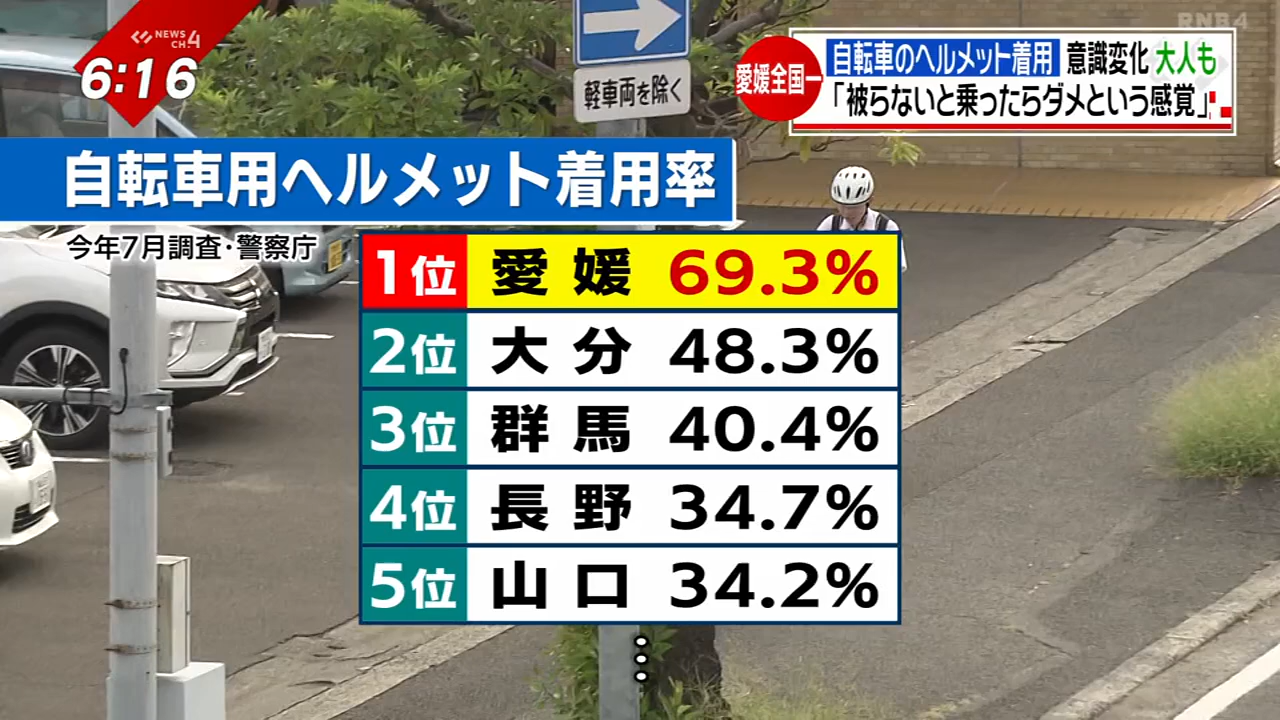 NEWS
CH.4
6:16
RNB4
愛媛全国一
自転車のヘルメット着用 意識変化 大人も
「被らないと乗ったらダメという感覚」
軽車両を除く
自転車用ヘルメット着用率
今年7月調査・警察庁
1位 愛媛 69.3%
2位 大分 48.3%
3位 群馬 40.4%
4位 長野 34.7%
5位 山口 34.2%